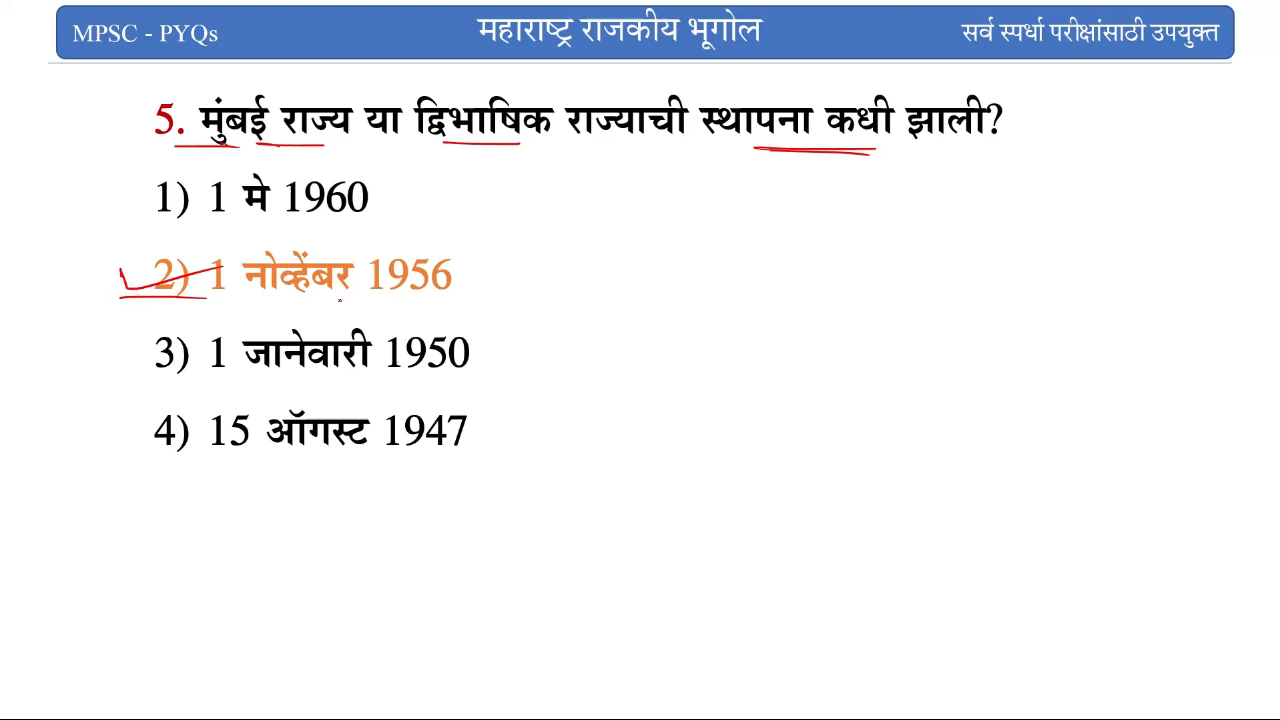 MPSC - PYQs महाराष्ट्र राजकीय भूगोल सर्व स्पर्धा परीक्षांसाठी उपयुक्त
5. मुंबई राज्य या द्विभाषिक राज्याची स्थापना कधी झाली?
1) 1 मे 1960
2) 1 नोव्हेंबर 1956
3) 1 जानेवारी 1950
4) 15 ऑगस्ट 1947